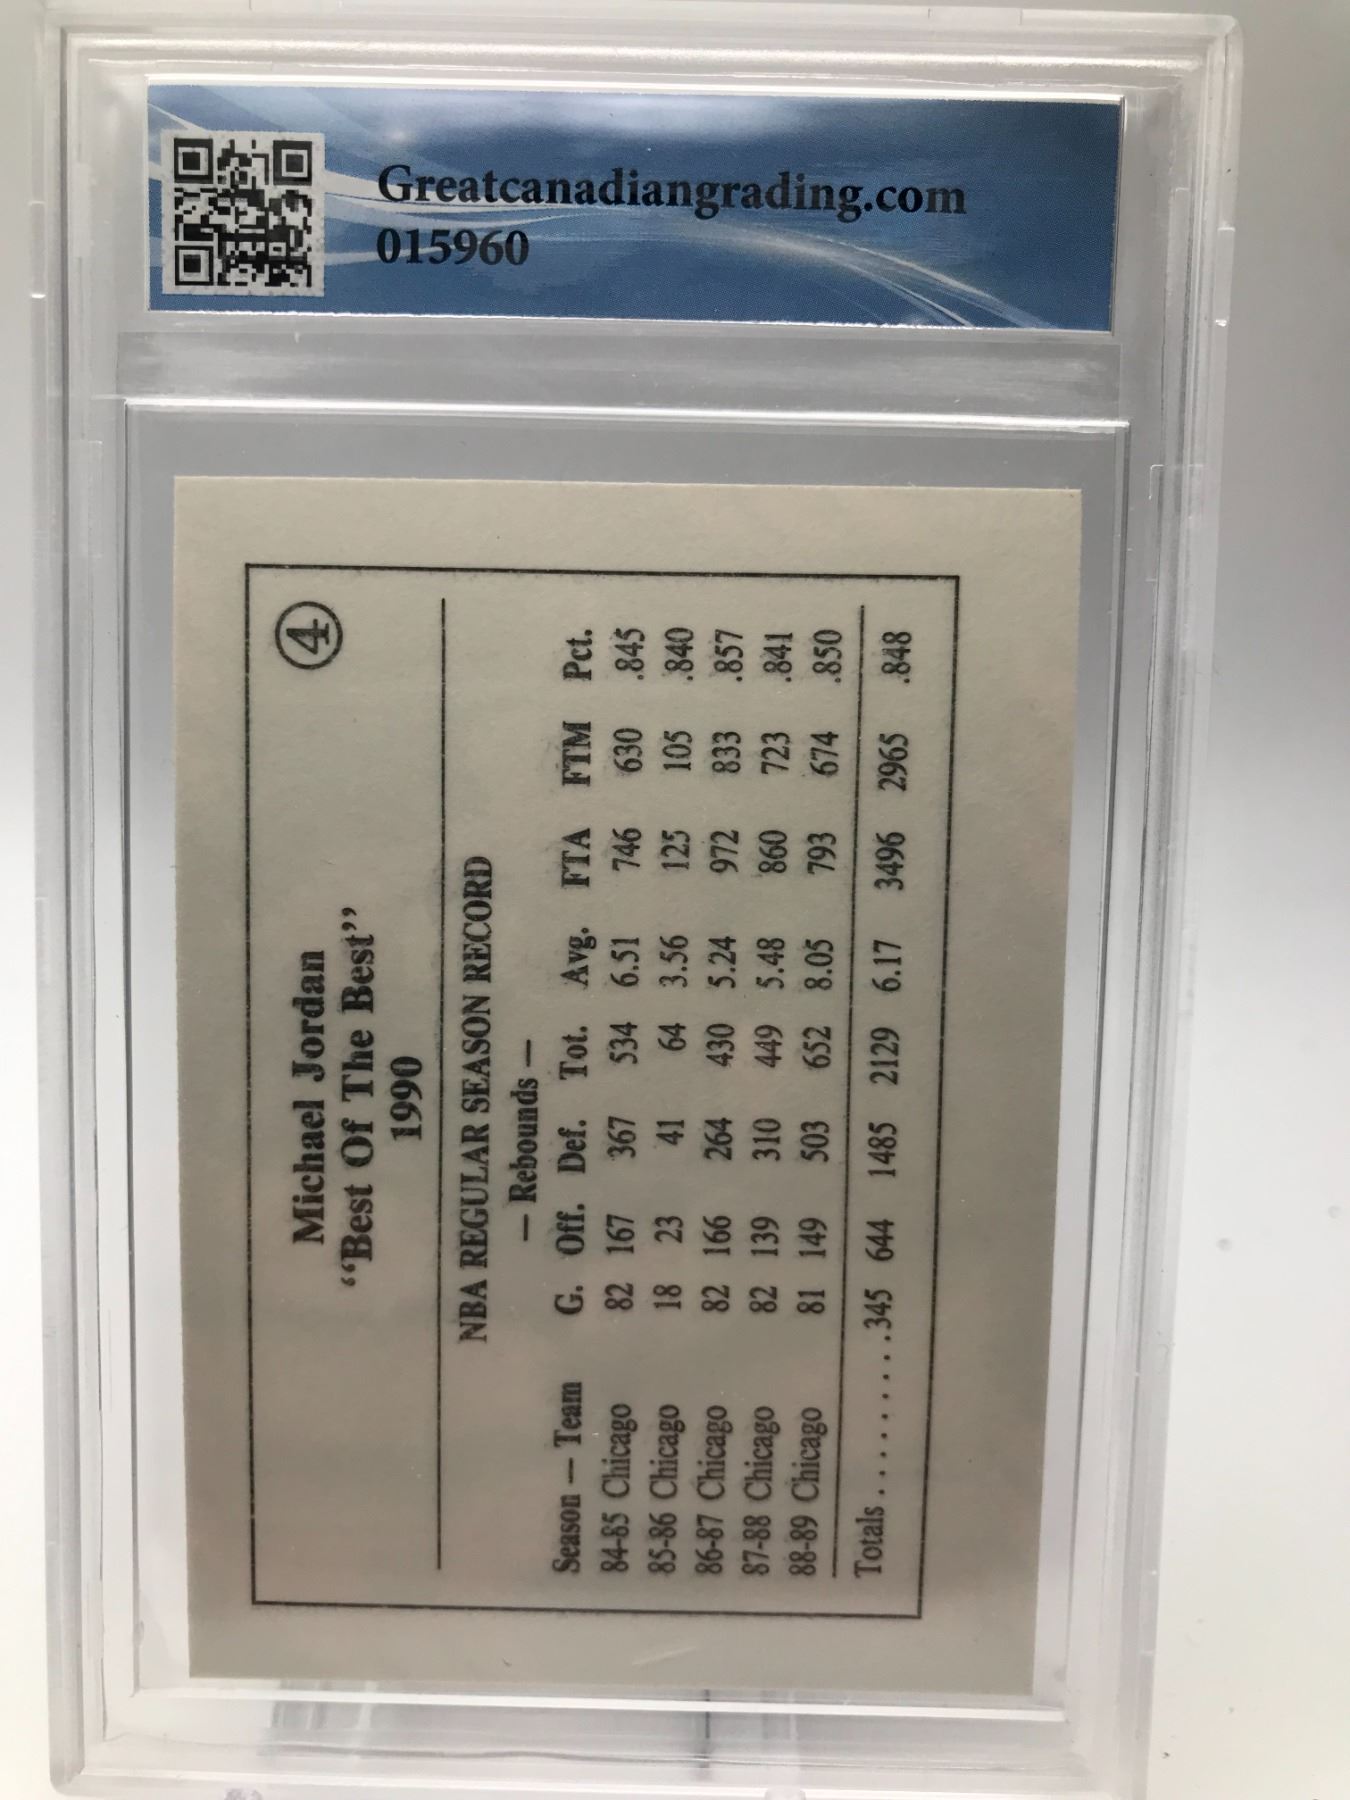 Greatcanadiangrading.com
015960
4
Michael Jordan
“Best Of The Best”
1990
NBA REGULAR SEASON RECORD
— Rebounds —
Season — Team G. Off. Def. Tot. Avg. FTA FTM Pct.
84-85 Chicago 82 167 367 534 6.51 746 630 .845
85-86 Chicago 18 23 41 64 3.56 125 105 .840
86-87 Chicago 82 166 264 430 5.24 972 833 .857
87-88 Chicago 82 139 310 449 5.48 860 723 .841
88-89 Chicago 81 149 503 652 8.05 793 674 .850
Totals . . . . . . . . . .345 644 1485 2129 6.17 3496 2965 .848